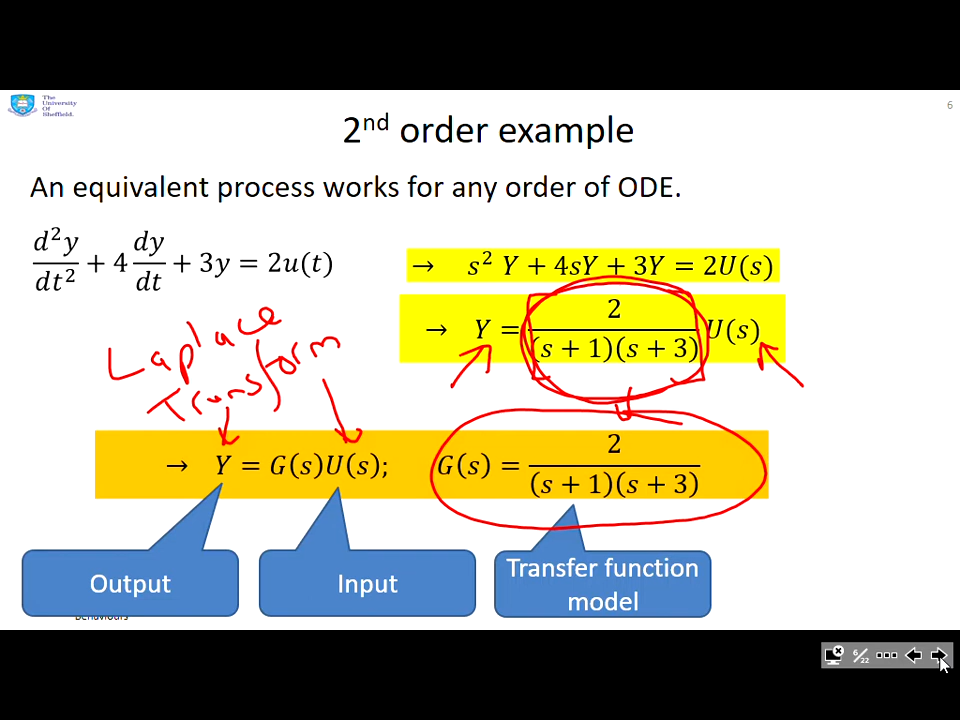 The
University
Of
Sheffield.
6
2nd order example
An equivalent process works for any order of ODE.
d²y/dt² + 4 dy/dt + 3y = 2u(t)
→ s² Y + 4sY + 3Y = 2U(s)
→ Y = 2/((s + 1)(s + 3)) U(s)
Laplace
Transform
→ Y = G(s)U(s); G(s) = 2/((s + 1)(s + 3))
Output
Input
Transfer function
model
Behaviours
6/22